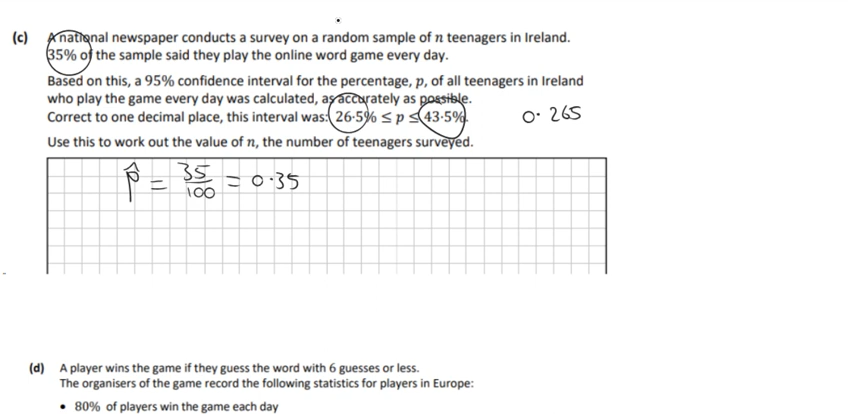 (c) A national newspaper conducts a survey on a random sample of n teenagers in Ireland.
35% of the sample said they play the online word game every day.
Based on this, a 95% confidence interval for the percentage, p, of all teenagers in Ireland
who play the game every day was calculated, as accurately as possible.
Correct to one decimal place, this interval was: 26·5% ≤ p ≤ 43·5%.
0.265
Use this to work out the value of n, the number of teenagers surveyed.
p̂ = 35/100 = 0.35
(d) A player wins the game if they guess the word with 6 guesses or less.
The organisers of the game record the following statistics for players in Europe:
• 80% of players win the game each day